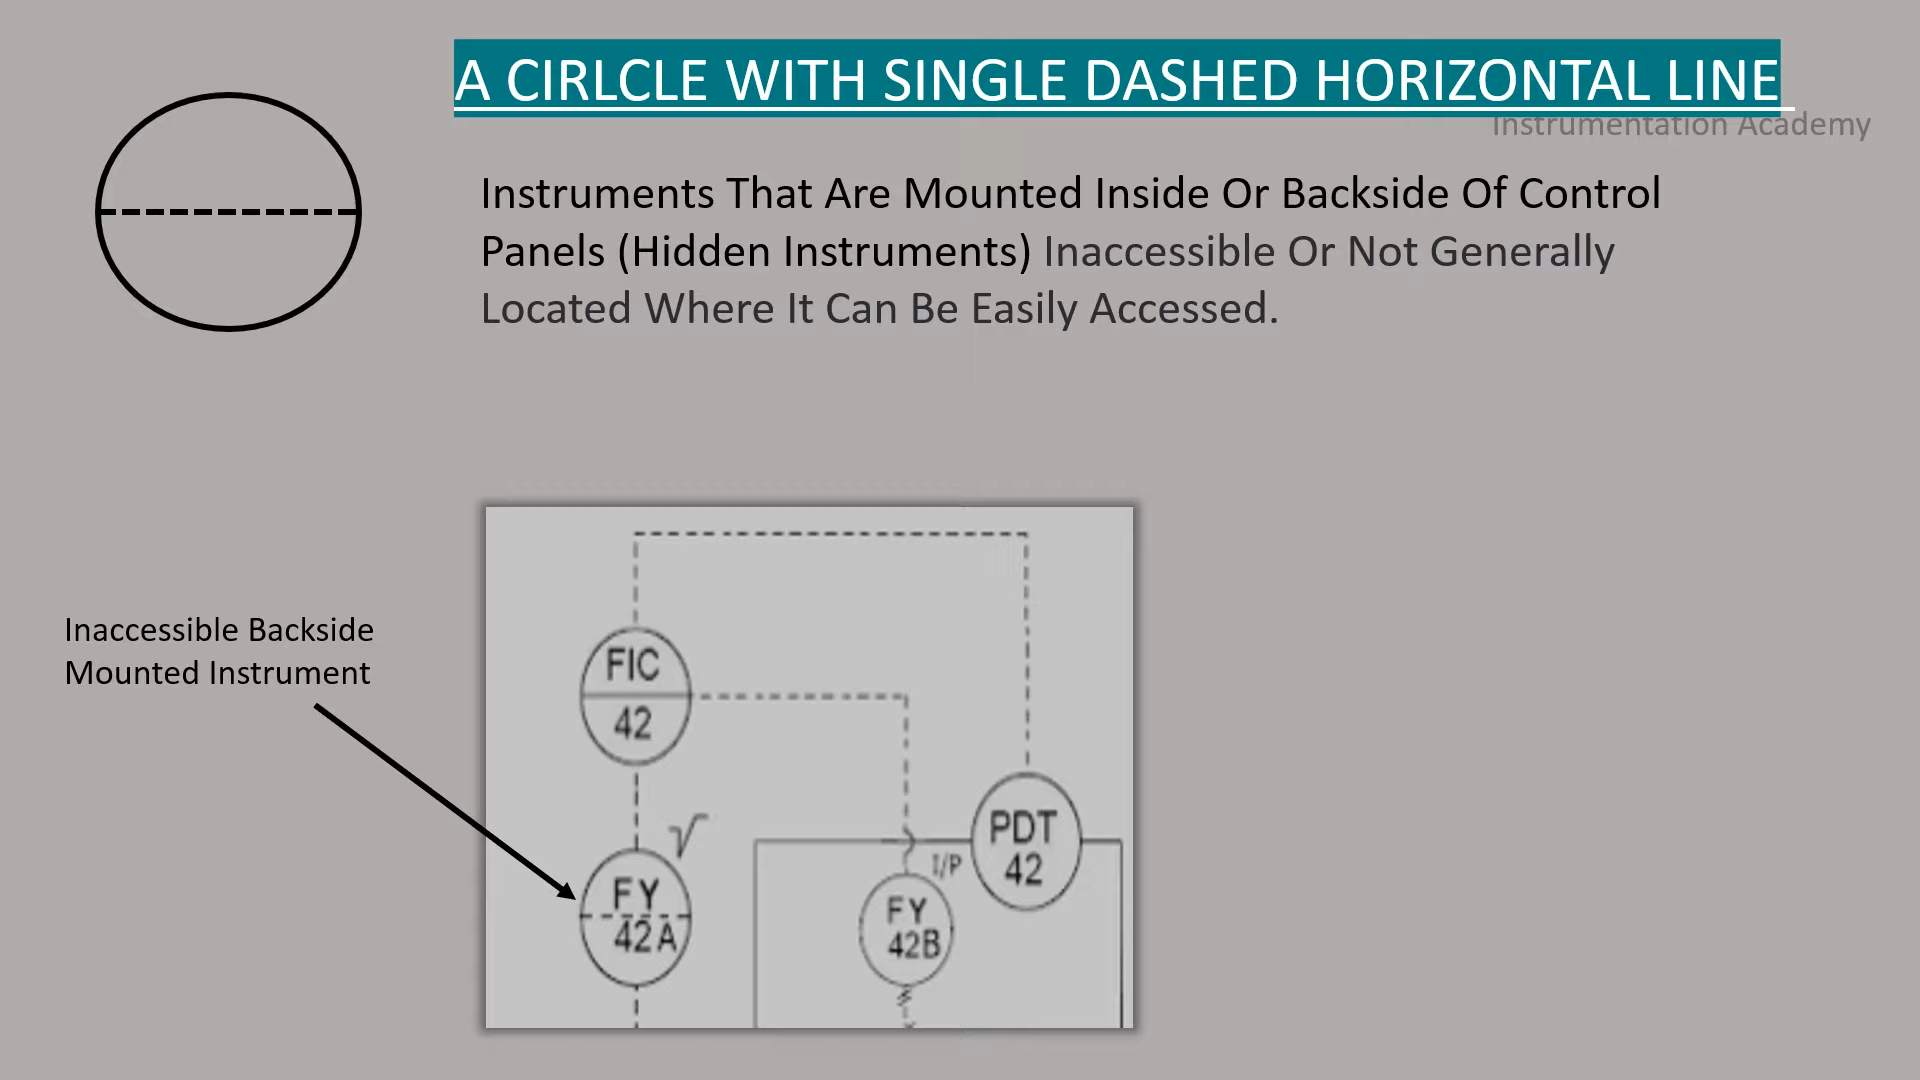 A CIRLCLE WITH SINGLE DASHED HORIZONTAL LINE
Instrumentation Academy
Instruments That Are Mounted Inside Or Backside Of Control
Panels (Hidden Instruments) Inaccessible Or Not Generally
Located Where It Can Be Easily Accessed.
Inaccessible Backside
Mounted Instrument
FIC
42
√
FY
42A
I/P
FY
42B
PDT
42